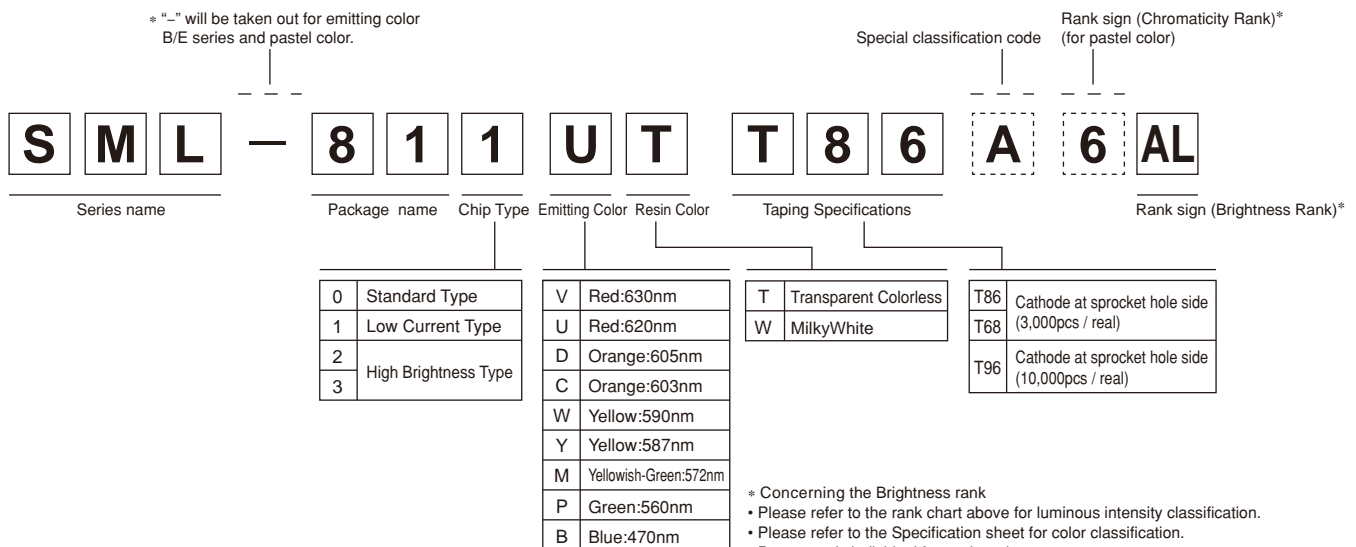 * “–” will be taken out for emitting color
B/E series and pastel color.
Special classification code
Rank sign (Chromaticity Rank)*
(for pastel color)
S M L – 8 1 1 U T T 8 6 A 6 AL
Series name
Package name
Chip Type
Emitting Color
Resin Color
Taping Specifications
Rank sign (Brightness Rank)*
0 Standard Type
1 Low Current Type
2
3
High Brightness Type
V Red:630nm
U Red:620nm
D Orange:605nm
C Orange:603nm
W Yellow:590nm
Y Yellow:587nm
M Yellowish-Green:572nm
P Green:560nm
B Blue:470nm
T Transparent Colorless
W MilkyWhite
T86
T68
Cathode at sprocket hole side
(3,000pcs / real)
T96
Cathode at sprocket hole side
(10,000pcs / real)
* Concerning the Brightness rank
• Please refer to the rank chart above for luminous intensity classification.
• Please refer to the Specification sheet for color classification.